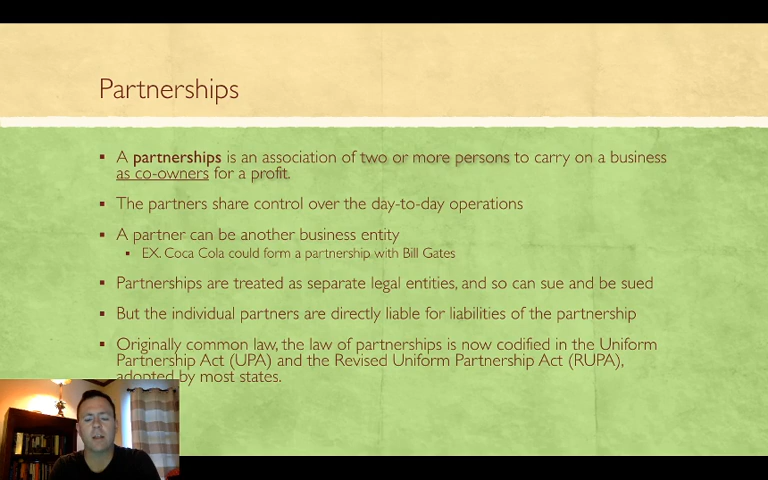 Partnerships
▪ A partnerships is an association of two or more persons to carry on a business
as co-owners for a profit.
▪ The partners share control over the day-to-day operations
▪ A partner can be another business entity
▪ EX. Coca Cola could form a partnership with Bill Gates
▪ Partnerships are treated as separate legal entities, and so can sue and be sued
▪ But the individual partners are directly liable for liabilities of the partnership
▪ Originally common law, the law of partnerships is now codified in the Uniform
Partnership Act (UPA) and the Revised Uniform Partnership Act (RUPA),
adopted by most states.